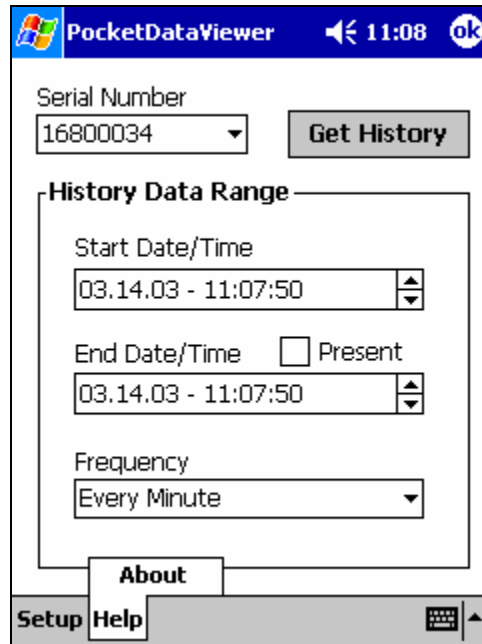 PocketDataViewer 11:08 ok
Serial Number
16800034 Get History
History Data Range
Start Date/Time
03.14.03 - 11:07:50
End Date/Time Present
03.14.03 - 11:07:50
Frequency
Every Minute
About
Setup Help